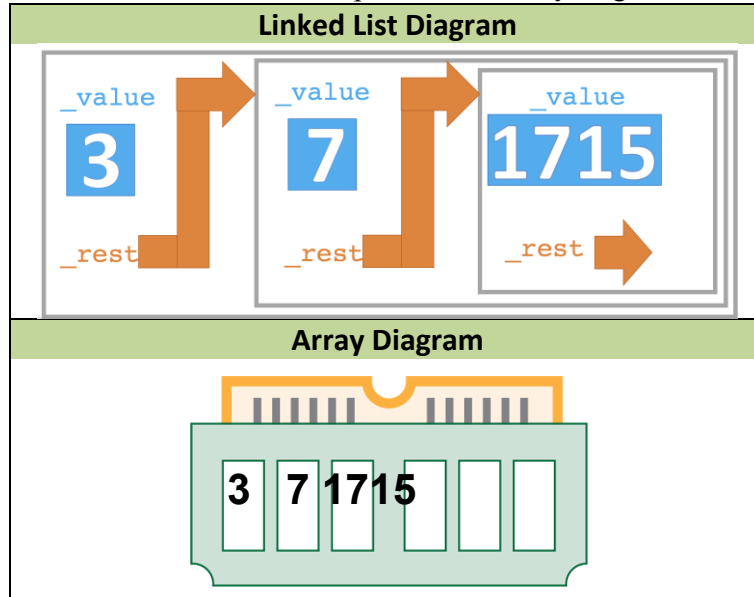 Linked List Diagram
_value _value _value
3 7 1715
_rest _rest _rest
Array Diagram
3 7 1715